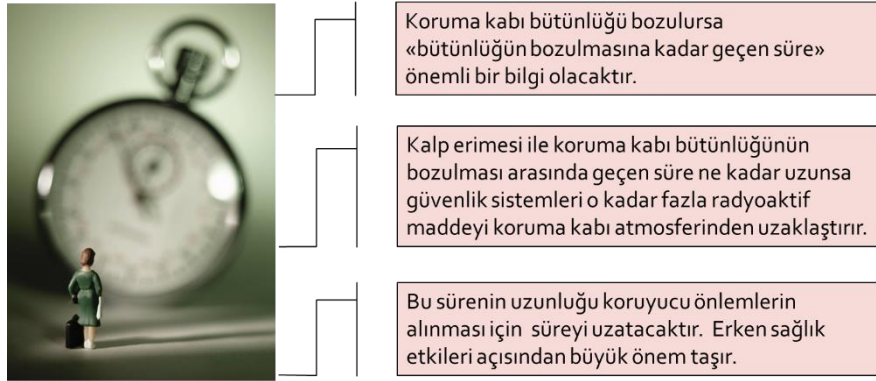 Koruma kabı bütünlüğü bozulursa
«bütünlüğün bozulmasına kadar geçen süre»
önemli bir bilgi olacaktır.
Kalp erimesi ile koruma kabı bütünlüğünün
bozulması arasında geçen süre ne kadar uzunsa
güvenlik sistemleri o kadar fazla radyoaktif
maddeyi koruma kabı atmosferinden uzaklaştırır.
Bu sürenin uzunluğu koruyucu önlemlerin
alınması için süreyi uzatacaktır. Erken sağlık
etkileri açısından büyük önem taşır.